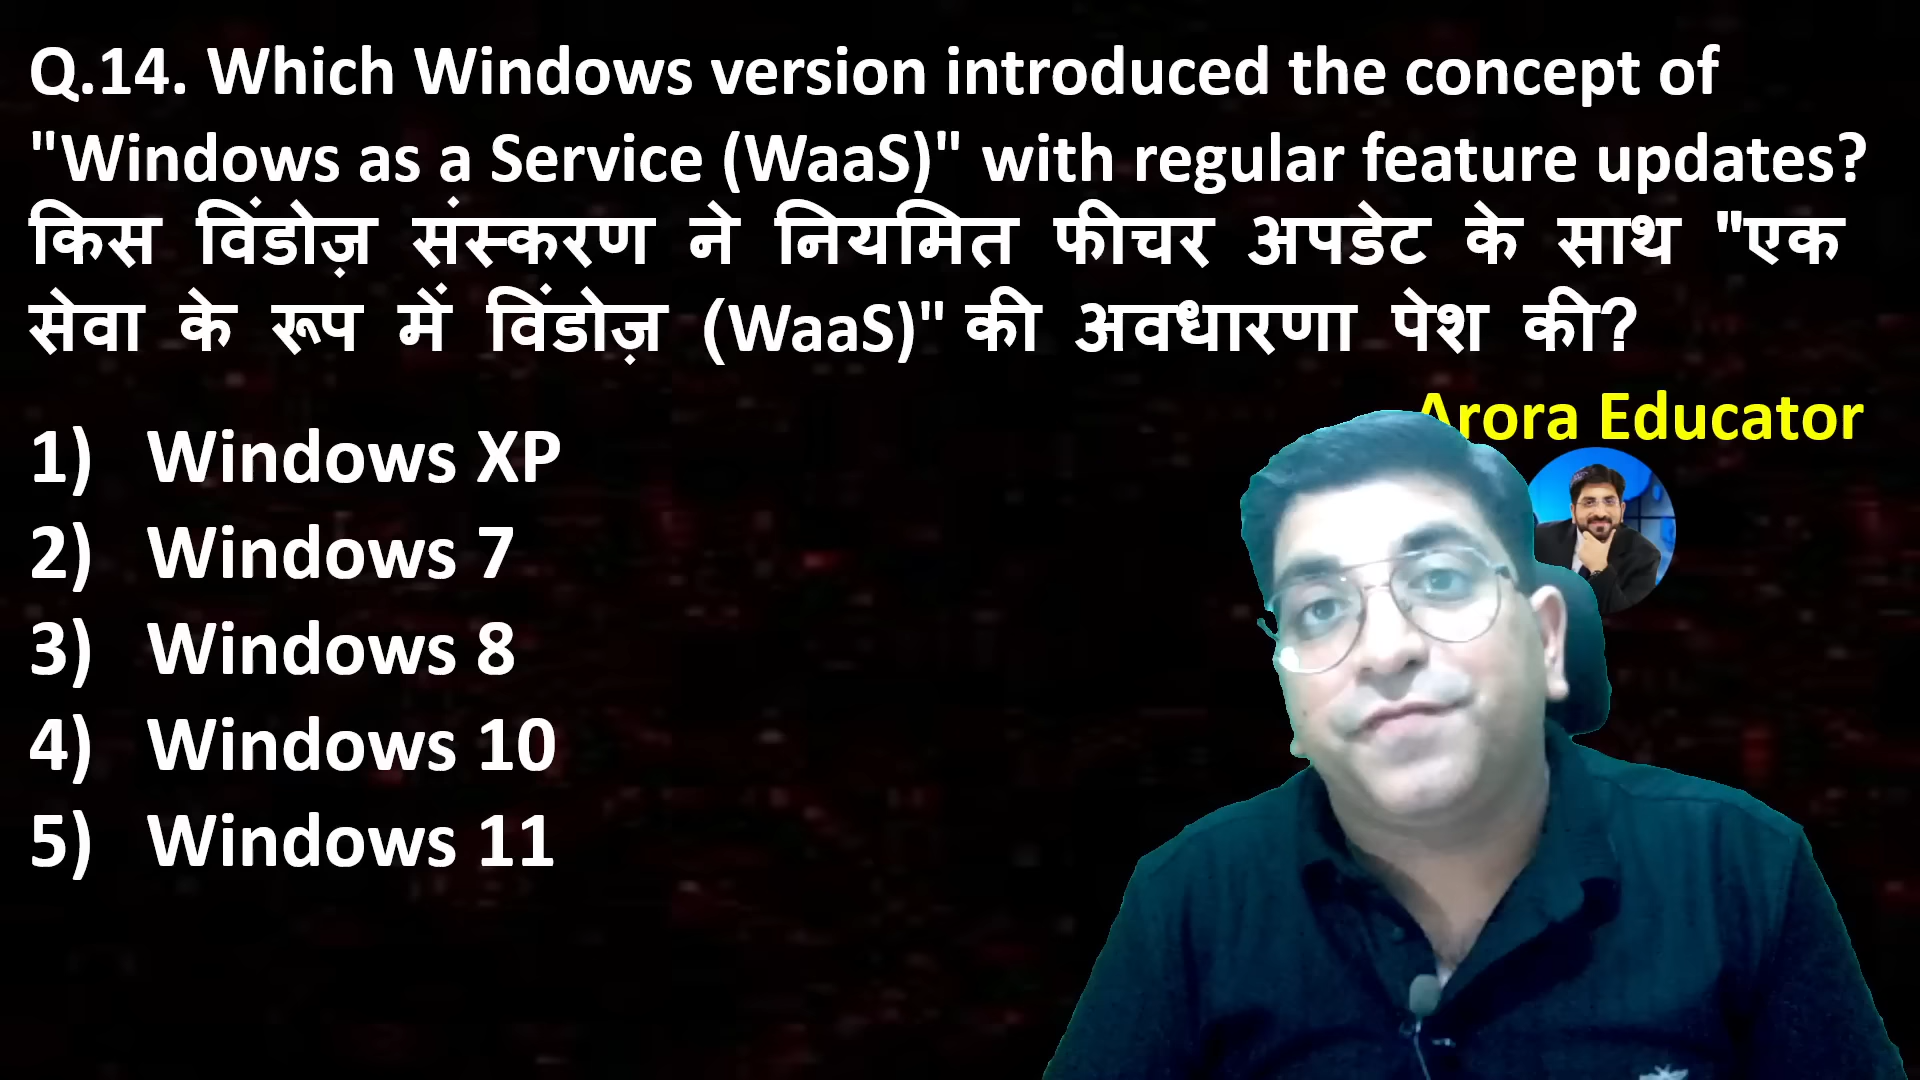 Q.14. Which Windows version introduced the concept of
"Windows as a Service (WaaS)" with regular feature updates?
किस विंडोज़ संस्करण ने नियमित फीचर अपडेट के साथ "एक
सेवा के रूप में विंडोज़ (WaaS)" की अवधारणा पेश की?
Arora Educator
1) Windows XP
2) Windows 7
3) Windows 8
4) Windows 10
5) Windows 11